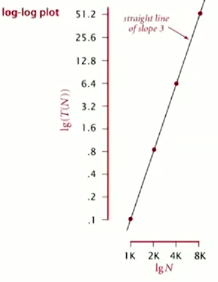 log-log plot
51.2
25.6
12.8
6.4
3.2
1.6
.8
.4
.2
.1
lg(T(N))
straight line
of slope 3
1K 2K 4K 8K
lgN